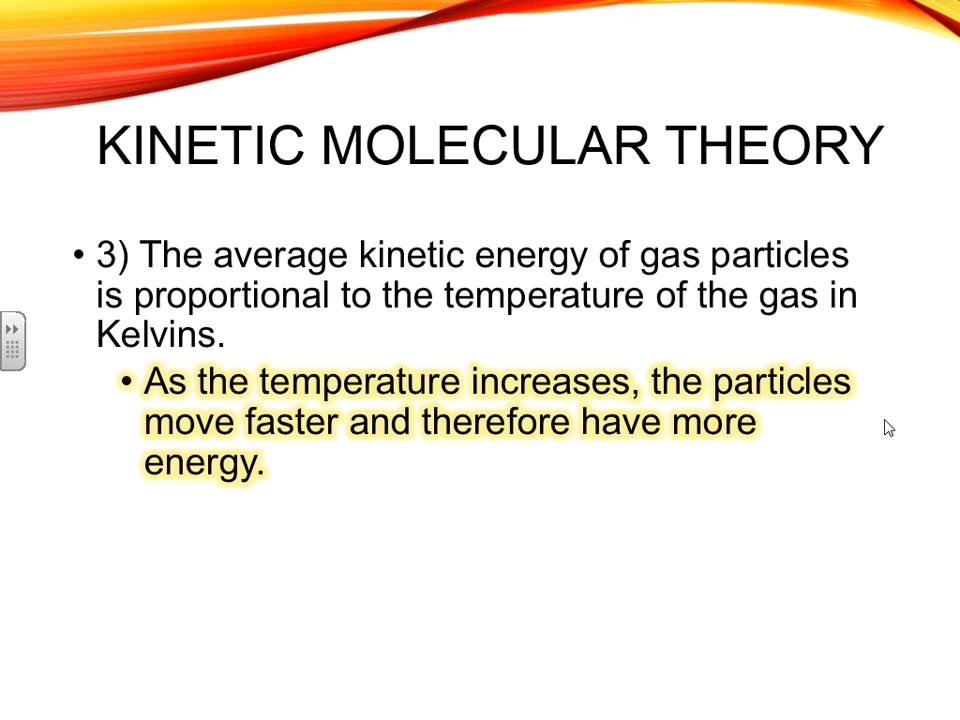 KINETIC MOLECULAR THEORY
• 3) The average kinetic energy of gas particles
is proportional to the temperature of the gas in
Kelvins.
• As the temperature increases, the particles
move faster and therefore have more
energy.